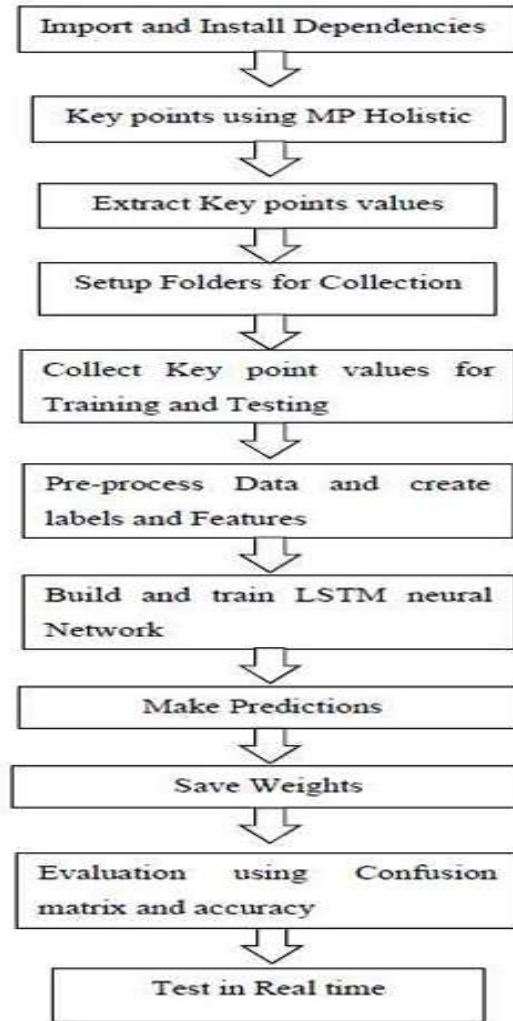 Import and Install Dependencies
Key points using MP Holistic
Extract Key points values
Setup Folders for Collection
Collect Key point values for
Training and Testing
Pre-process Data and create
labels and Features
Build and train LSTM neural
Network
Make Predictions
Save Weights
Evaluation using Confusion
matrix and accuracy
Test in Real time